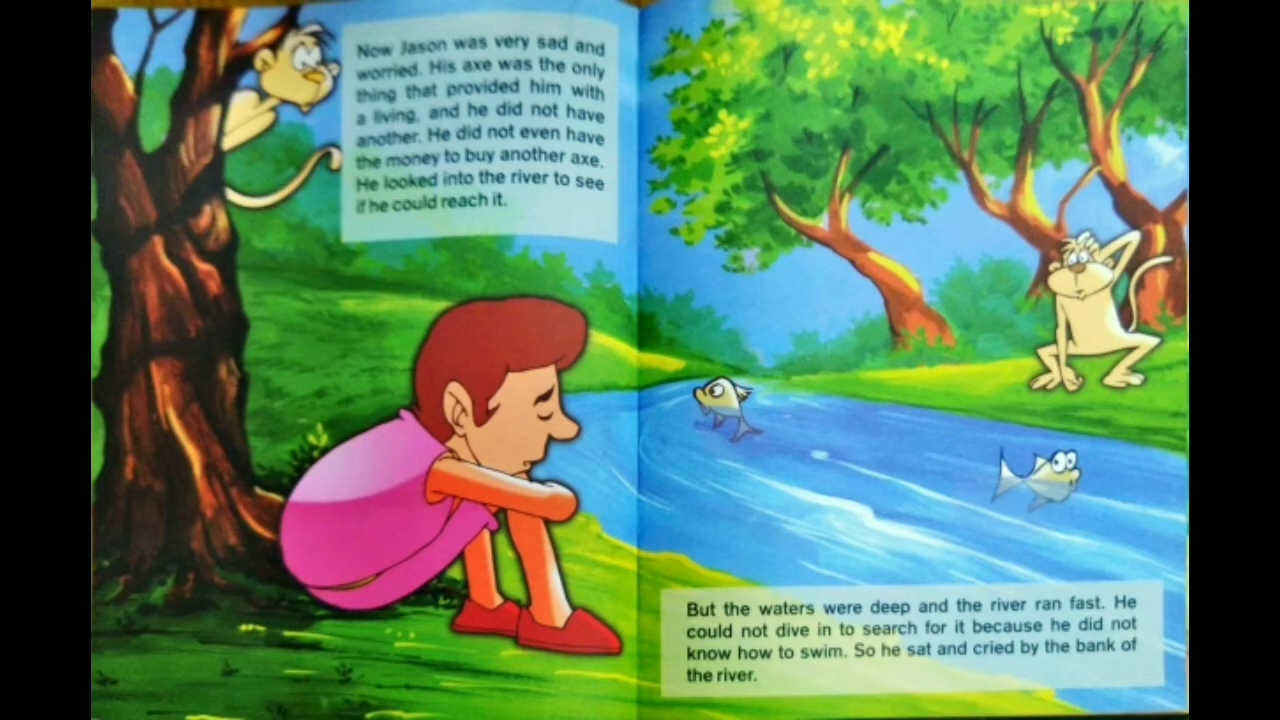 Now Jason was very sad and
worried. His axe was the only
thing that provided him with
a living, and he did not have
another. He did not even have
the money to buy another axe.
He looked into the river to see
if he could reach it.
But the waters were deep and the river ran fast. He
could not dive in to search for it because he did not
know how to swim. So he sat and cried by the bank of
the river.